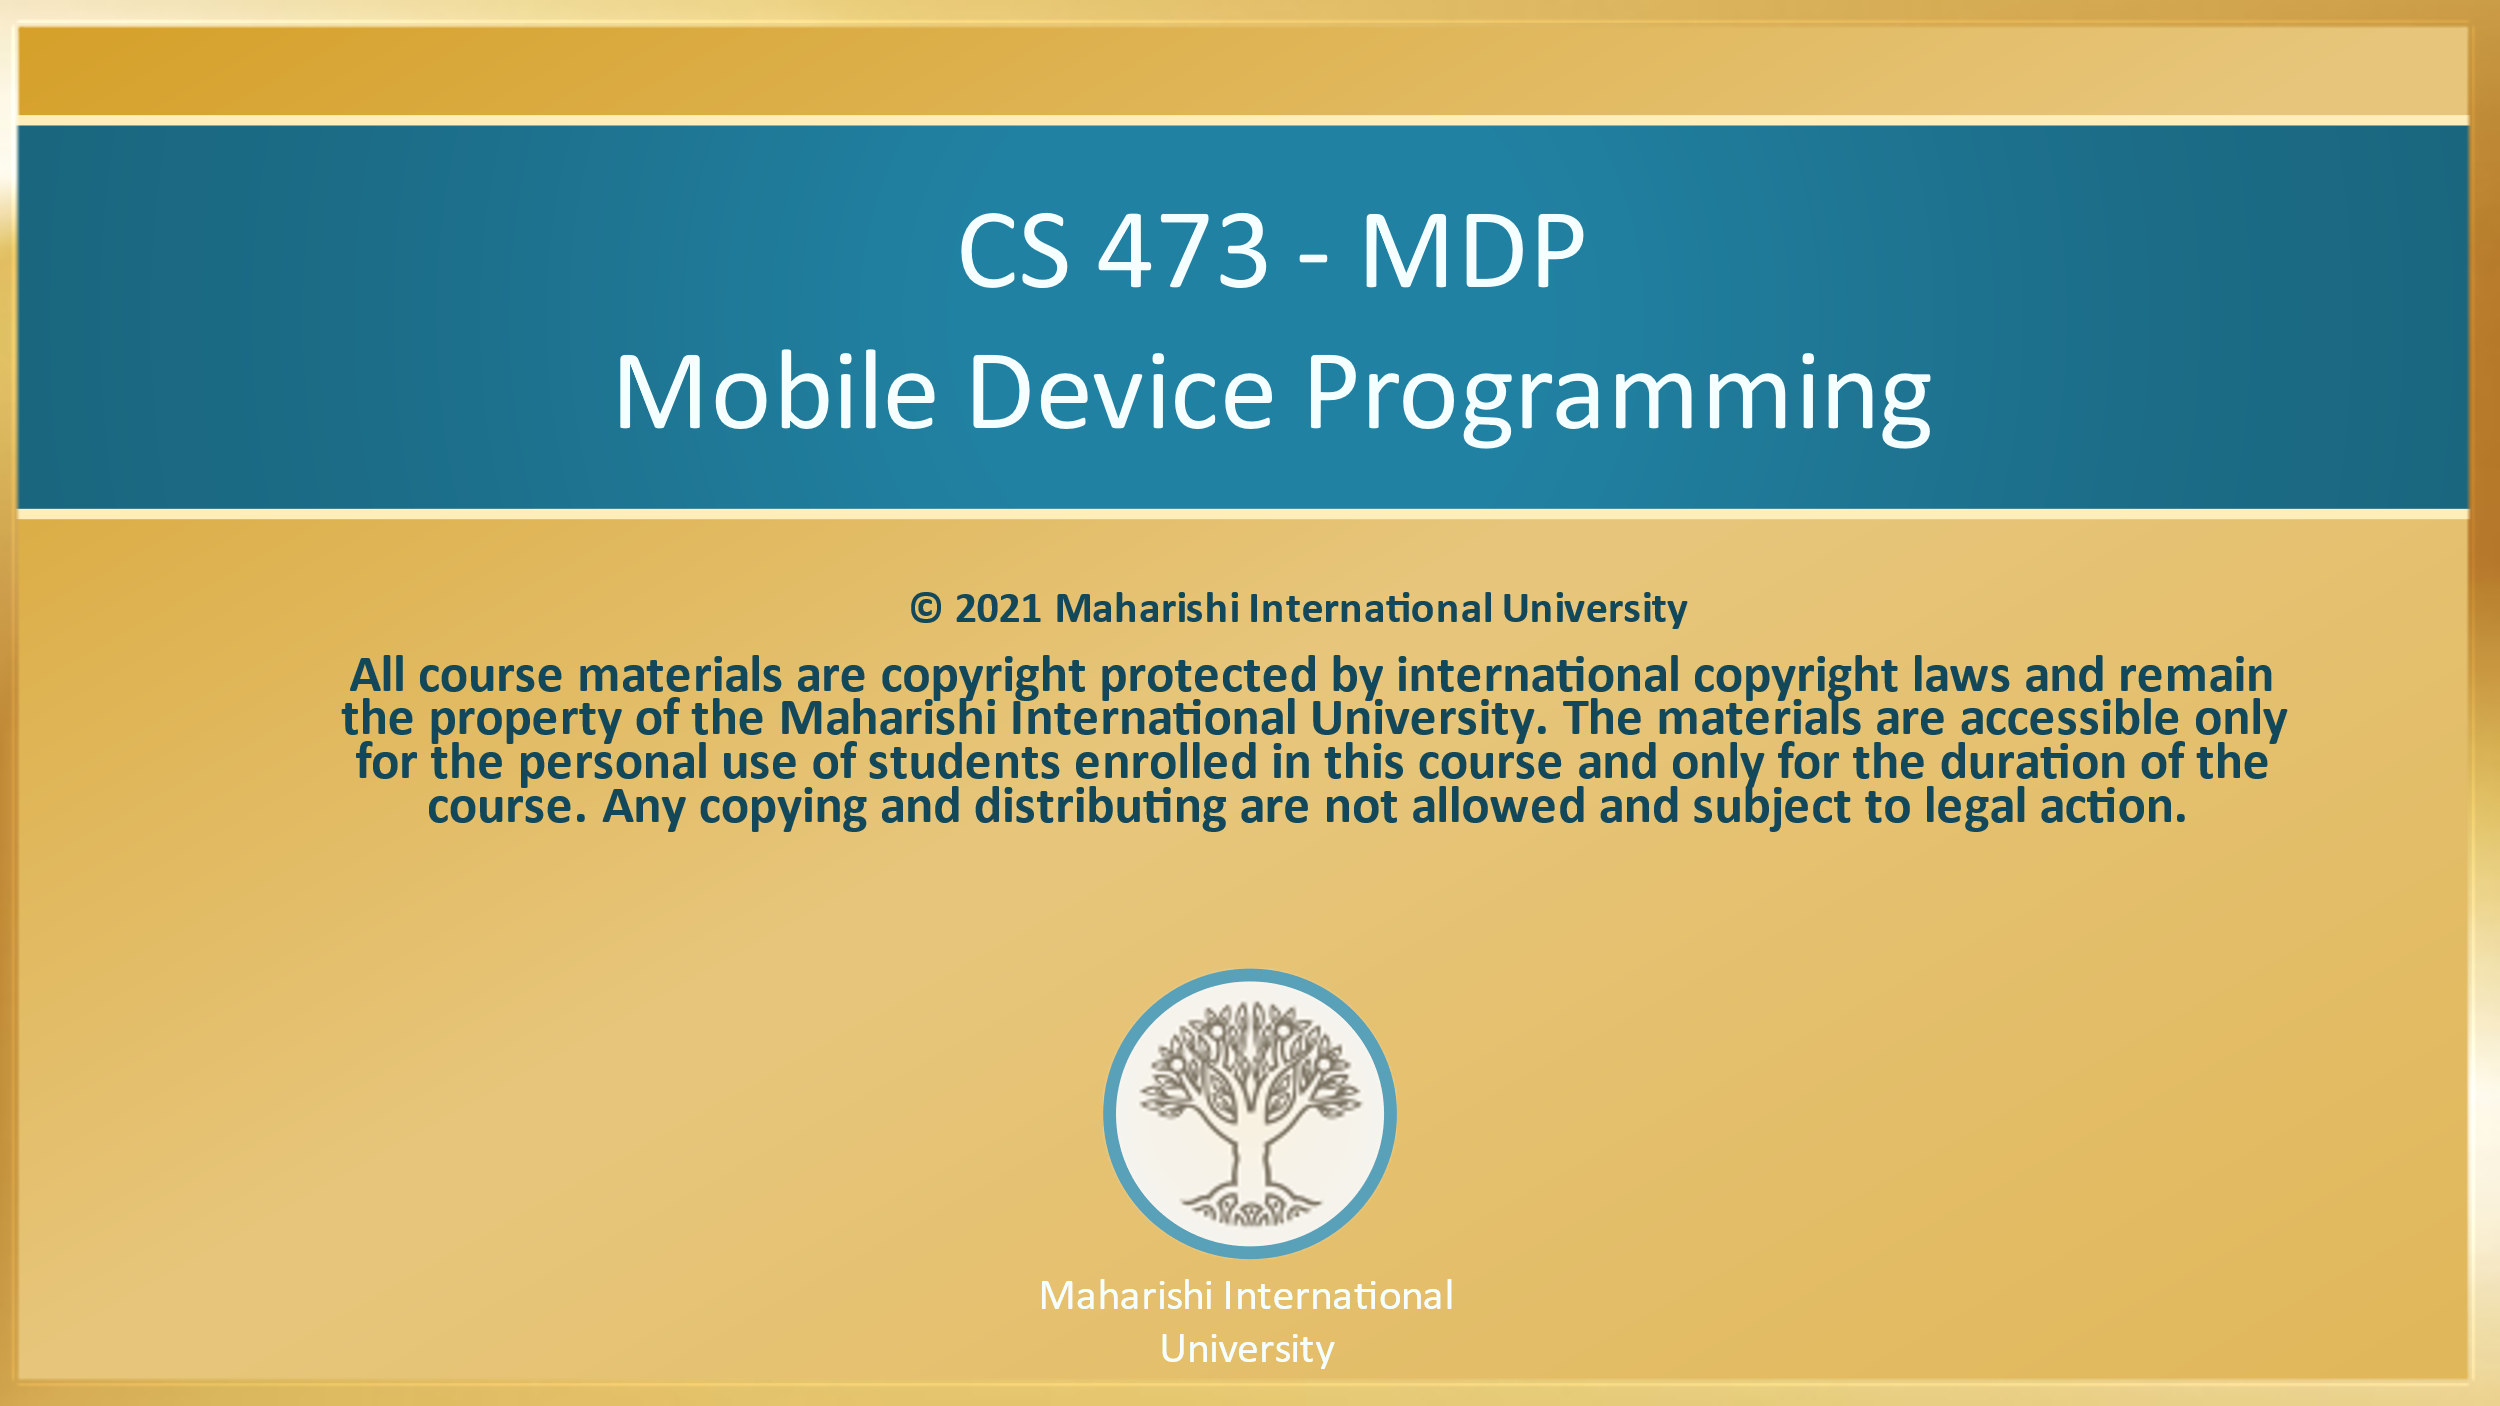 CS 473 - MDP
Mobile Device Programming
© 2021 Maharishi International University
All course materials are copyright protected by international copyright laws and remain
the property of the Maharishi International University. The materials are accessible only
for the personal use of students enrolled in this course and only for the duration of the
course. Any copying and distributing are not allowed and subject to legal action.
Maharishi International
University